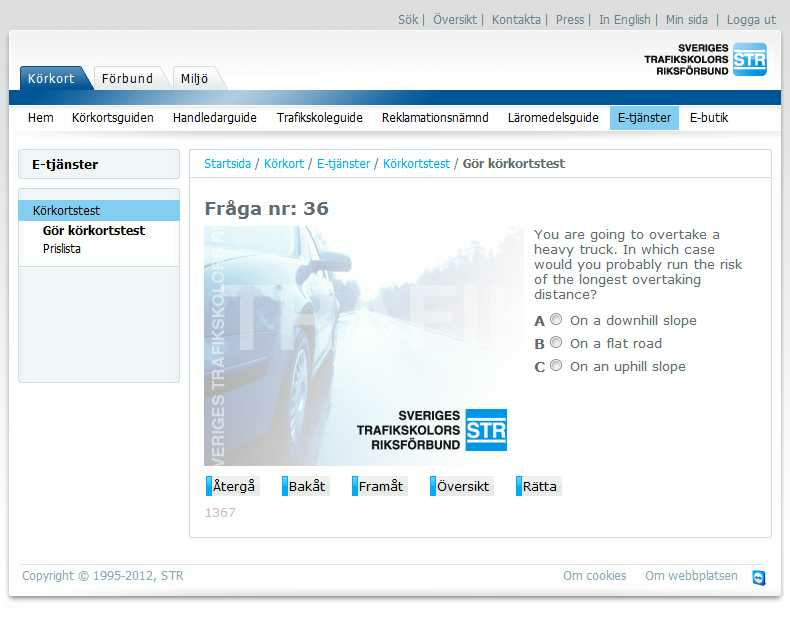 Sök | Översikt | Kontakta | Press | In English | Min sida | Logga ut
SVERIGES
TRAFIKSKOLORS
RIKSFÖRBUND
STR
Körkort Förbund Miljö
Hem Körkortsguiden Handledarguide Trafikskoleguide Reklamationsnämnd Läromedelsguide E-tjänster E-butik
E-tjänster
Körkortstest
Gör körkortstest
Prislista
Startsida / Körkort / E-tjänster / Körkortstest / Gör körkortstest
Fråga nr: 36
You are going to overtake a
heavy truck. In which case
would you probably run the risk
of the longest overtaking
distance?
A On a downhill slope
B On a flat road
C On an uphill slope
SVERIGES
TRAFIKSKOLORS
RIKSFÖRBUND
STR
Återgå Bakåt Framåt Översikt Rätta
1367
Copyright © 1995-2012, STR
Om cookies Om webbplatsen